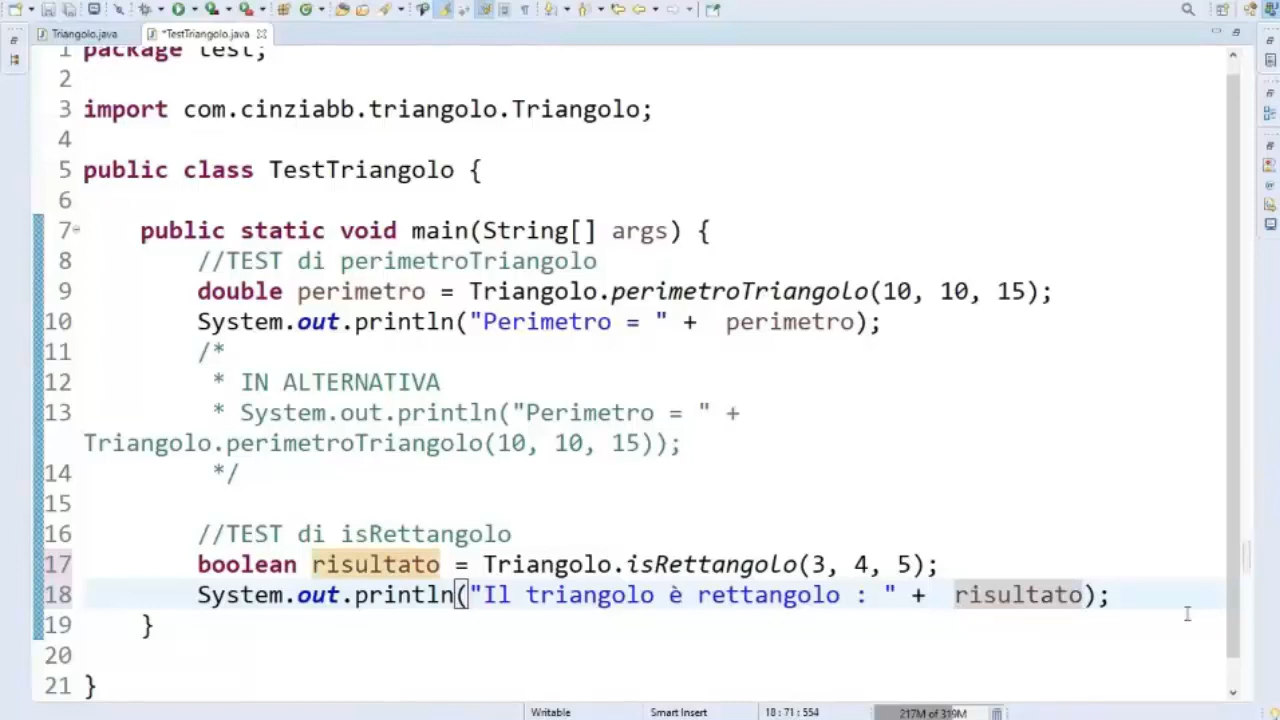 Triangolo.java *TestTriangolo.java
1 package test;
2
3 import com.cinziabb.triangolo.Triangolo;
4
5 public class TestTriangolo {
6
7 public static void main(String[] args) {
8 //TEST di perimetroTriangolo
9 double perimetro = Triangolo.perimetroTriangolo(10, 10, 15);
10 System.out.println("Perimetro = " +  perimetro);
11 /*
12 * IN ALTERNATIVA
13 * System.out.println("Perimetro = " +
Triangolo.perimetroTriangolo(10, 10, 15));
14 */
15
16 //TEST di isRettangolo
17 boolean risultato = Triangolo.isRettangolo(3, 4, 5);
18 System.out.println("Il triangolo è rettangolo : " +  risultato);
19 }
20
21 }
Writable Smart Insert 18 : 71 : 554 217M of 319M